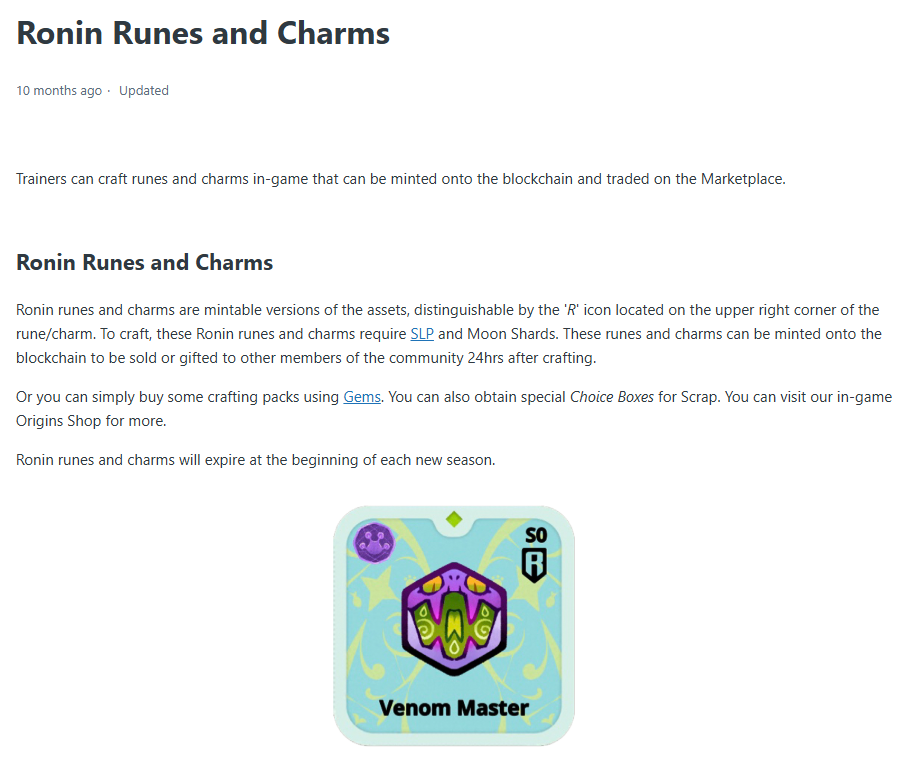 Ronin Runes and Charms
10 months ago · Updated
Trainers can craft runes and charms in-game that can be minted onto the blockchain and traded on the Marketplace.
Ronin Runes and Charms
Ronin runes and charms are mintable versions of the assets, distinguishable by the 'R' icon located on the upper right corner of the
rune/charm. To craft, these Ronin runes and charms require SLP and Moon Shards. These runes and charms can be minted onto the
blockchain to be sold or gifted to other members of the community 24hrs after crafting.
Or you can simply buy some crafting packs using Gems. You can also obtain special Choice Boxes for Scrap. You can visit our in-game
Origins Shop for more.
Ronin runes and charms will expire at the beginning of each new season.
S0
R
Venom Master